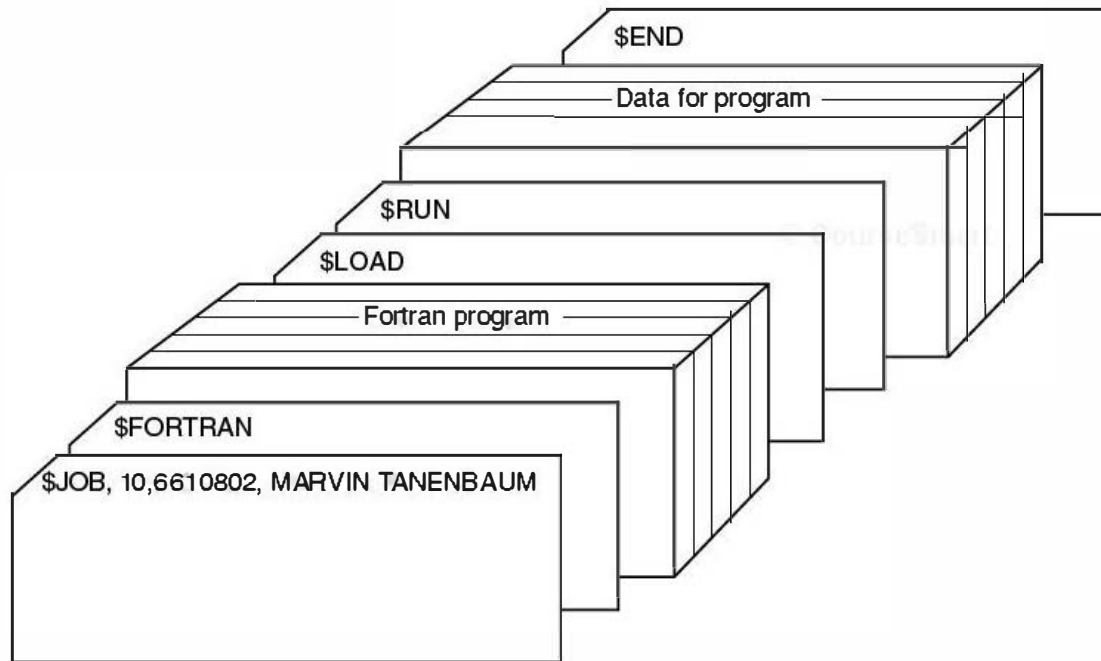 $END
Data for program
$RUN
$LOAD
Fortran program
$FORTRAN
$JOB, 10,6610802, MARVIN TANENBAUM